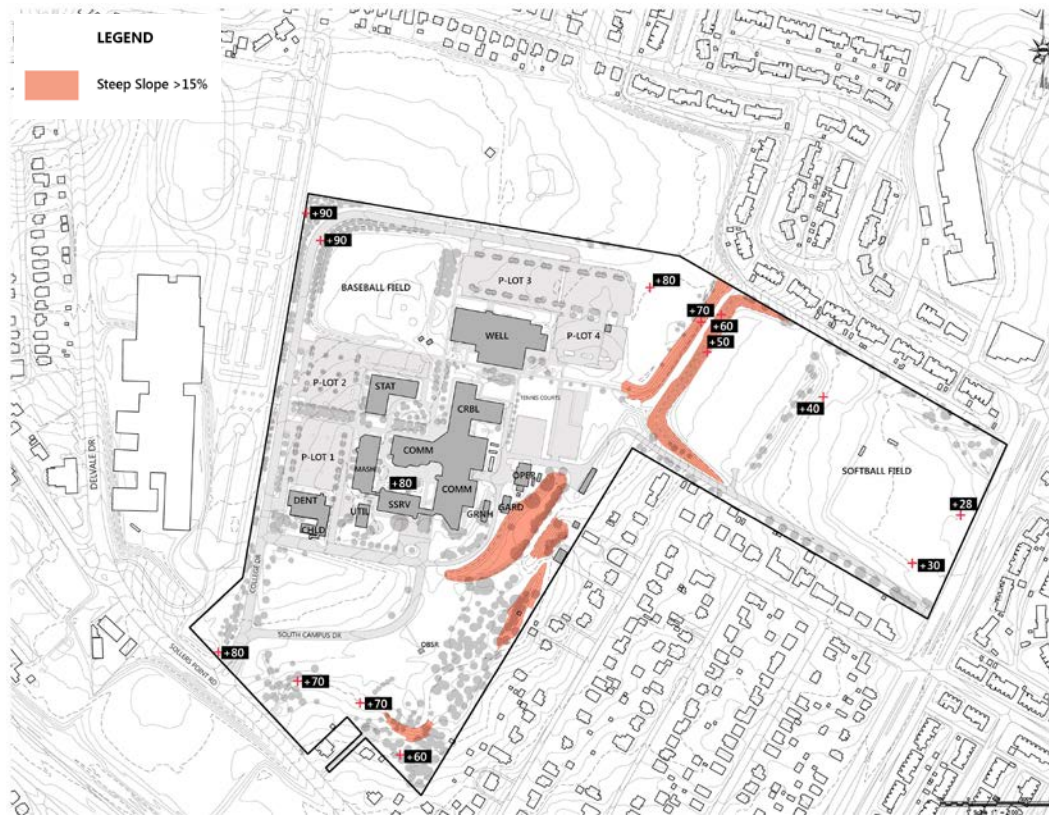 LEGEND
Steep Slope >15%
+90
+90
BASEBALL FIELD
P-LOT 3
+80
+70
+60
+50
WELL
P-LOT 4
P-LOT 2
STAT
TENNIS COURTS
CRBL
+40
COMM
P-LOT 1
MASH
+80
COMM
OPER
SOFTBALL FIELD
DELVALE DR
DENT
UTIL
SSRV
GRNH
GARD
CHLD
+28
+30
COLLEGE DR
SOUTH CAMPUS DR
OBSR
SOLLERS POINT RD
+80
+70
+70
+60